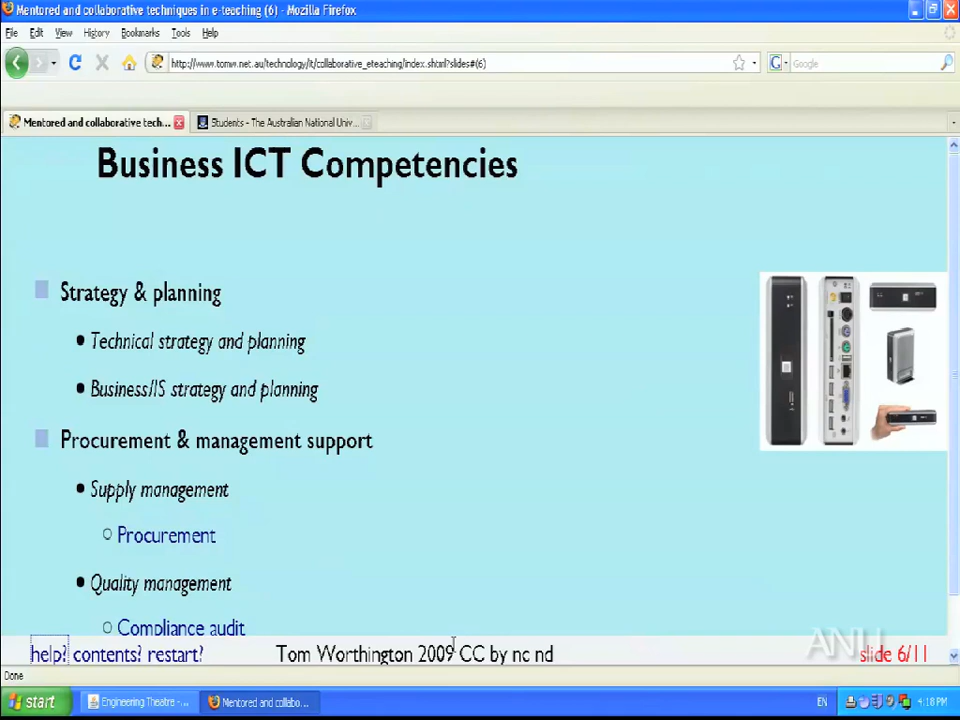 Mentored and collaborative techniques in e-teaching (6) - Mozilla Firefox
File Edit View History Bookmarks Tools Help
http://www.tomw.net.au/technology/it/collaborative_eteaching/index.shtml?slides#(6)
Google
Mentored and collaborative tech...
Students - The Australian National Univ...
Business ICT Competencies
Strategy & planning
• Technical strategy and planning
• Business/IS strategy and planning
Procurement & management support
• Supply management
○ Procurement
• Quality management
○ Compliance audit
help? contents? restart? Tom Worthington 2009 CC by nc nd slide 6/11
ANU
Done
start Engineering Theatre -... Mentored and collabo... EN 4:18 PM